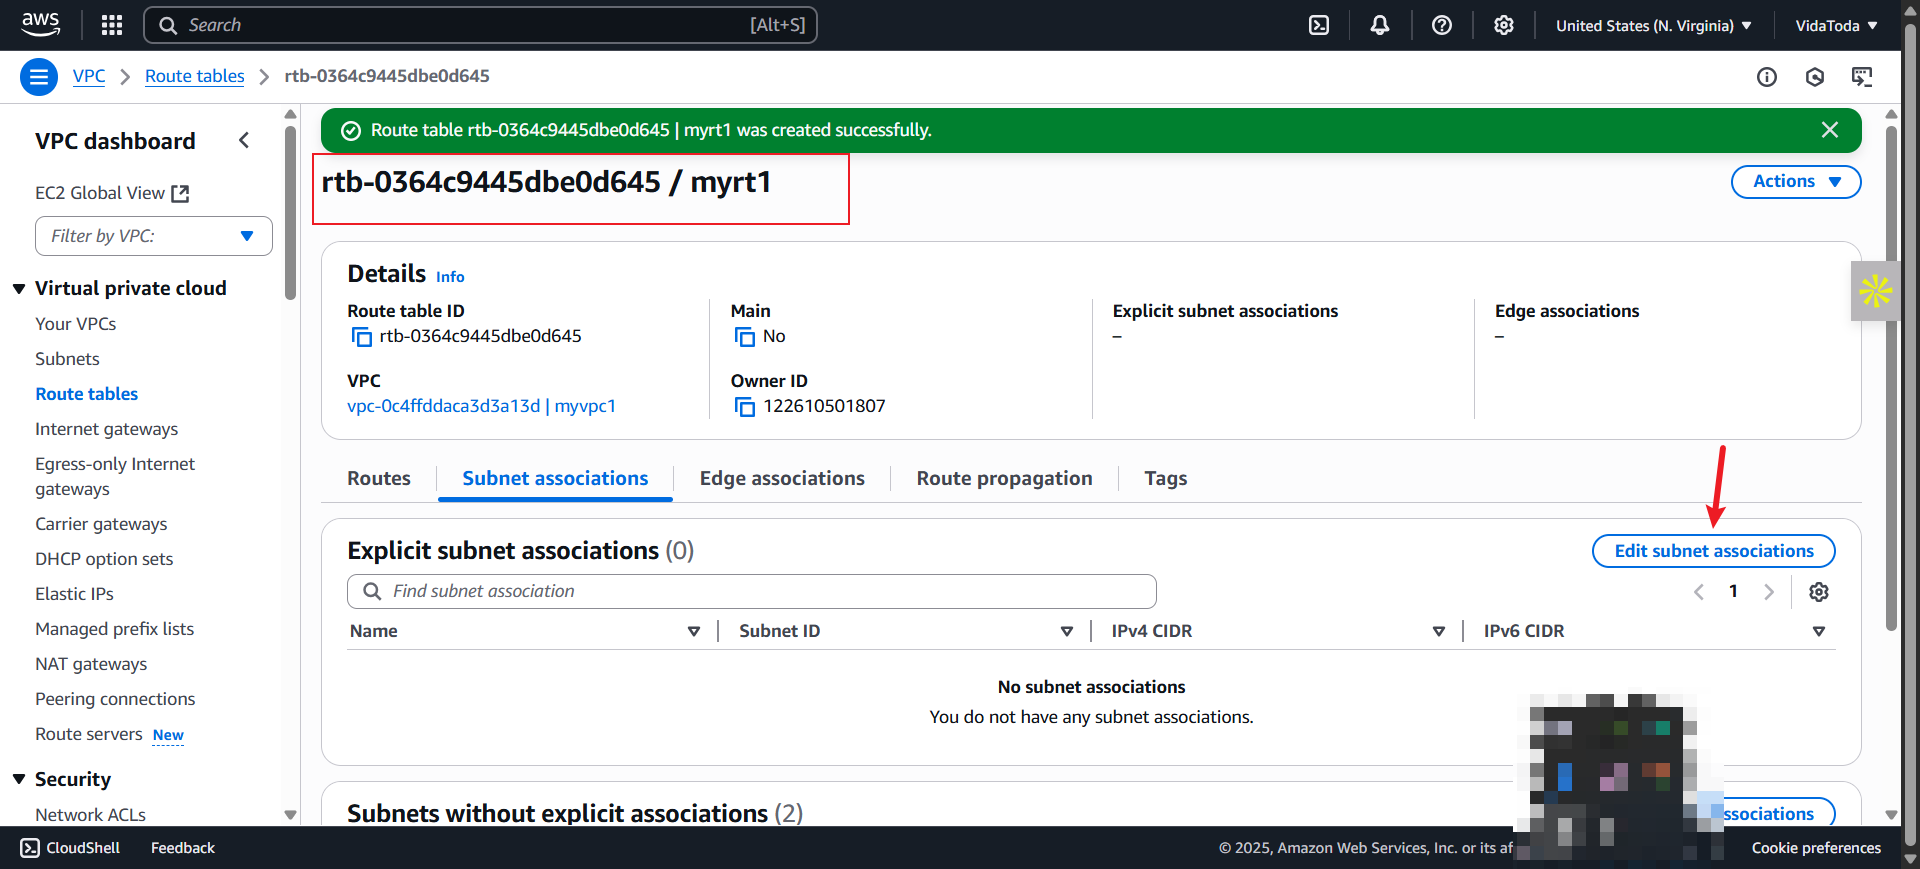 aws
Search [Alt+S]
United States (N. Virginia)
VidaToda
VPC
Route tables
rtb-0364c9445dbe0d645
VPC dashboard
EC2 Global View
Filter by VPC:
Virtual private cloud
Your VPCs
Subnets
Route tables
Internet gateways
Egress-only Internet
gateways
Carrier gateways
DHCP option sets
Elastic IPs
Managed prefix lists
NAT gateways
Peering connections
Route servers New
Security
Network ACLs
Route table rtb-0364c9445dbe0d645 | myrt1 was created successfully.
rtb-0364c9445dbe0d645 / myrt1
Actions
Details Info
Route table ID
rtb-0364c9445dbe0d645
Main
No
Explicit subnet associations
–
Edge associations
–
VPC
vpc-0c4ffddaca3d3a13d | myvpc1
Owner ID
122610501807
Routes
Subnet associations
Edge associations
Route propagation
Tags
Explicit subnet associations (0)
Edit subnet associations
Find subnet association
1
Name
Subnet ID
IPv4 CIDR
IPv6 CIDR
No subnet associations
You do not have any subnet associations.
Subnets without explicit associations (2)
CloudShell
Feedback
© 2025, Amazon Web Services, Inc. or its
Cookie preferences